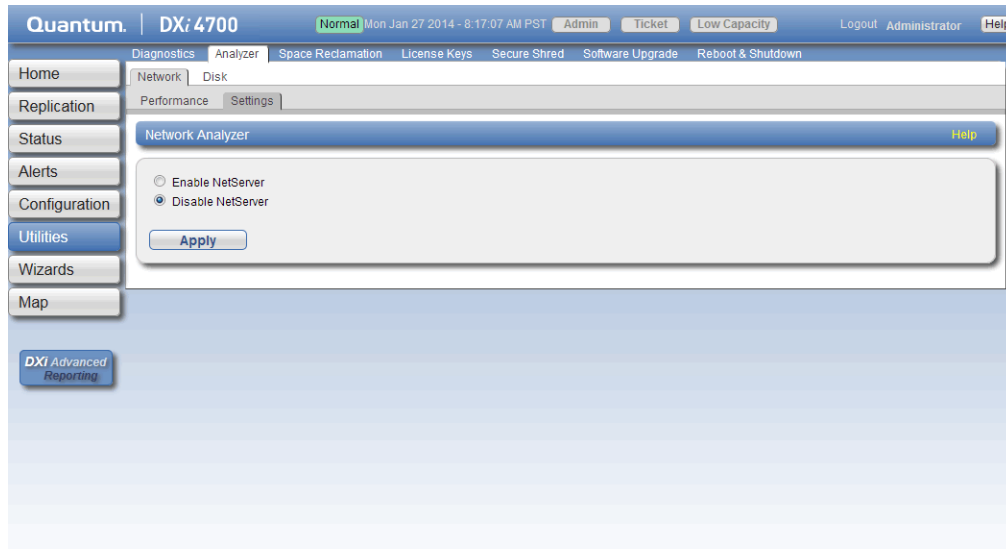 Quantum. | DXi 4700 Normal Mon Jan 27 2014 - 8:17:07 AM PST Admin Ticket Low Capacity Logout Administrator Help
Diagnostics Analyzer Space Reclamation License Keys Secure Shred Software Upgrade Reboot & Shutdown
Network Disk
Performance Settings
Home
Replication
Status
Alerts
Configuration
Utilities
Wizards
Map
DXi Advanced
Reporting
Network Analyzer Help
Enable NetServer
Disable NetServer
Apply